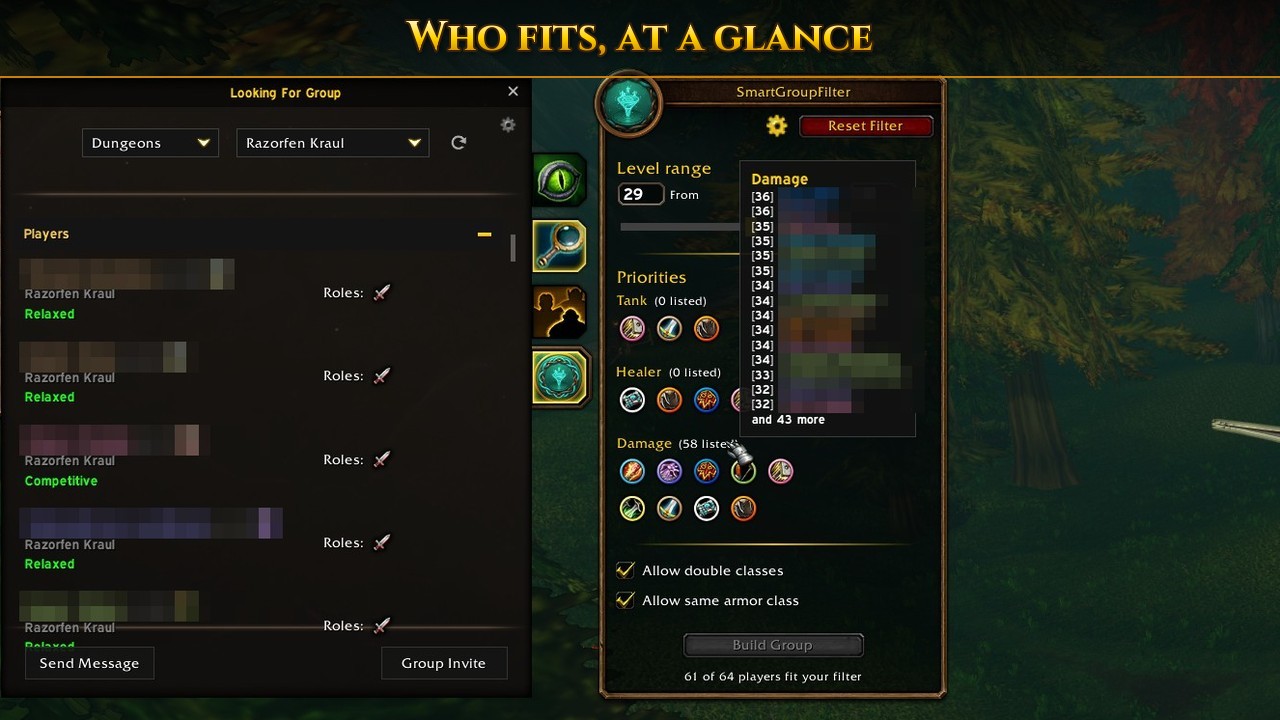 Who fits, at a glance
Looking For Group
Dungeons
Razorfen Kraul
Players
Razorfen Kraul
Roles:
Relaxed
Razorfen Kraul
Roles:
Relaxed
Razorfen Kraul
Roles:
Competitive
Razorfen Kraul
Roles:
Relaxed
Razorfen Kraul
Roles:
Relaxed
Send Message
Group Invite
SmartGroupFilter
Reset Filter
Level range
29 From
Priorities
Tank (0 listed)
Healer (0 listed)
Damage (58 listed)
Allow double classes
Allow same armor class
Build Group
61 of 64 players fit your filter
Damage
[36]
[36]
[35]
[35]
[35]
[35]
[34]
[34]
[34]
[34]
[34]
[34]
[33]
[32]
[32]
and 43 more